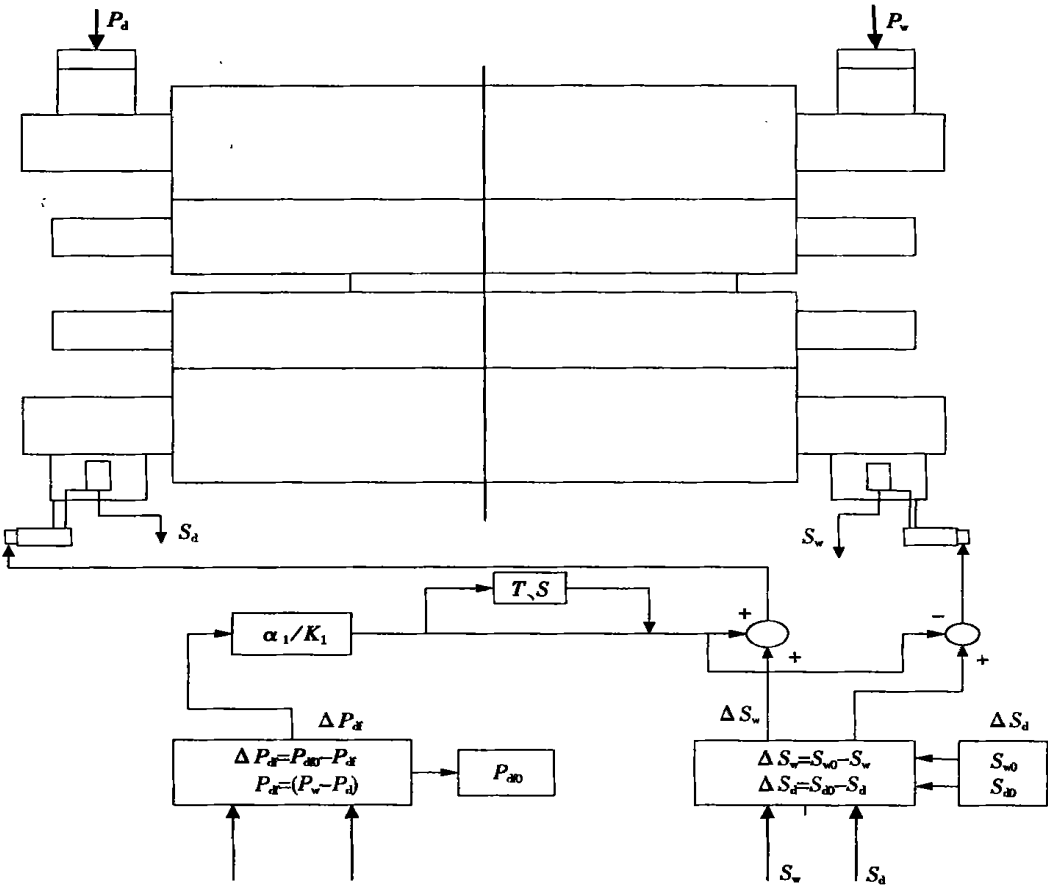 P_d
P_w
S_d
S_w
T、S
α_1/K_1
+
+
−
+
ΔP_df
ΔS_w
ΔS_d
ΔP_df=P_df0−P_df
P_df=(P_w−P_d)
P_df0
ΔS_w=S_w0−S_w
ΔS_d=S_d0−S_d
S_w0
S_d0
S_w
S_d